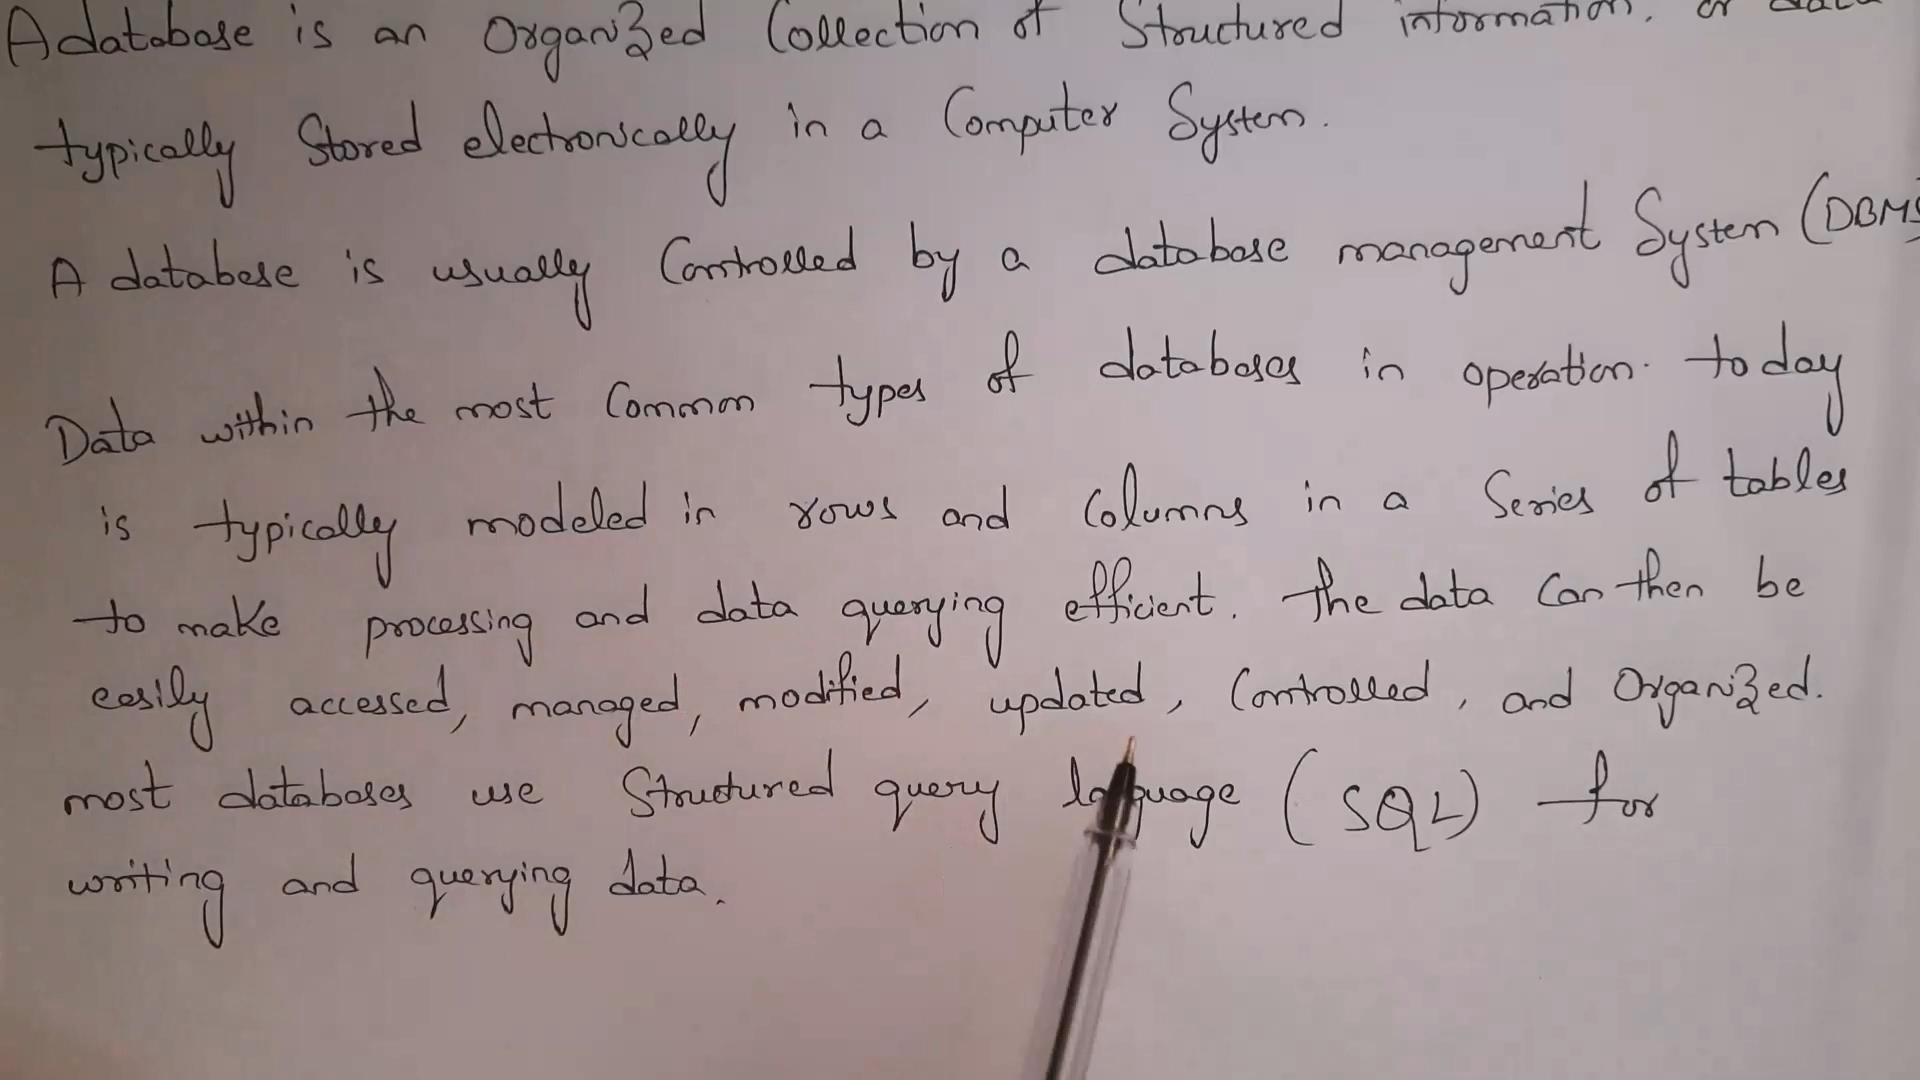 A database is an Organized Collection of Structured information, or data
typically Stored electronically in a Computer System.
A database is usually Controlled by a database management System (DBMS
Data within the most Common types of databases in operation. today
is typically modeled in rows and Columns in a Series of tables
to make processing and data querying efficient. the data Can then be
easily accessed, managed, modified, updated, Controlled, and Organized.
most databases use Structured query language (SQL) for
writing and querying data.